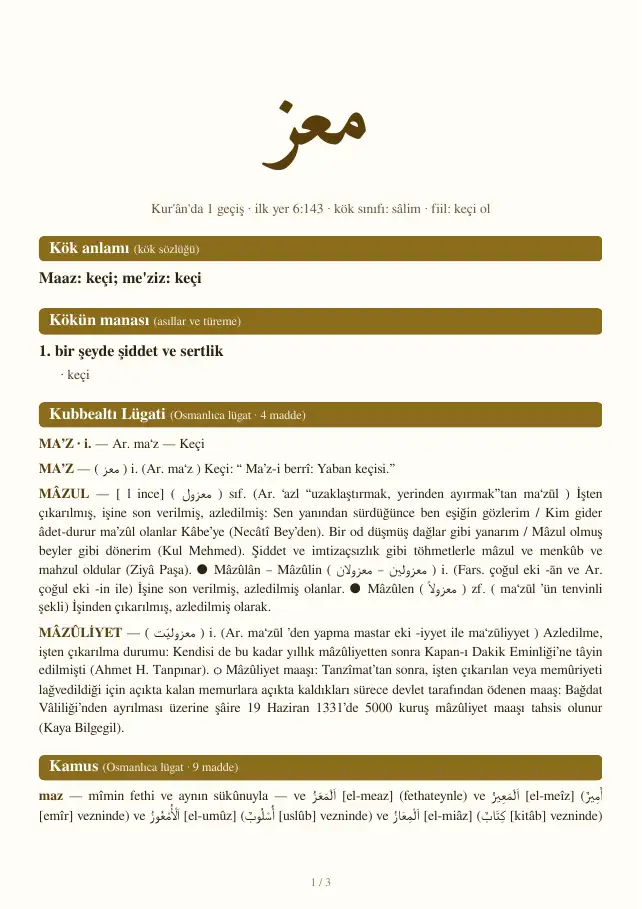 معز
Kur'ân'da 1 geçiş · ilk yer 6:143 · kök sınıfı: sâlim · fiil: keçi ol
Kök anlamı (kök sözlüğü)
Maaz: keçi; me'ziz: keçi
Kökün manası (asıllar ve türeme)
1. bir şeyde şiddet ve sertlik
· keçi
Kubbealtı Lügati (Osmanlıca lügat · 4 madde)
MA’Z · i. — Ar. ma‘z — Keçi
MA’Z — ( معز ) i. (Ar. ma‘z ) Keçi: “ Ma’z-i berrî: Yaban keçisi.”
MÂZUL — [ l ince] ( معزول ) sıf. (Ar. ‘azl “uzaklaştırmak, yerinden ayırmak”tan ma‘zūl ) İşten
çıkarılmış, işine son verilmiş, azledilmiş: Sen yanından sürdüğünce ben eşiğin gözlerim / Kim gider
âdet-durur ma’zûl olanlar Kâbe’ye (Necâtî Bey’den). Bir od düşmüş dağlar gibi yanarım / Mâzul olmuş
beyler gibi dönerim (Kul Mehmed). Şiddet ve imtizaçsızlık gibi töhmetlerle mâzul ve menkûb ve
mahzul oldular (Ziyâ Paşa). ● Mâzûlân – Mâzûlin ( معزولين – معزولان ) i. (Fars. çoğul eki -ān ve Ar.
çoğul eki -in ile) İşine son verilmiş, azledilmiş olanlar. ● Mâzûlen ( معزولاً ) zf. ( ma‘zūl ’ün tenvinli
şekli) İşinden çıkarılmış, azledilmiş olarak.
MÂZÛLİYET — ( معزوليّت ) i. (Ar. ma‘zūl ’den yapma mastar eki -iyyet ile ma‘zūliyyet ) Azledilme,
işten çıkarılma durumu: Kendisi de bu kadar yıllık mâzûliyetten sonra Kapan-ı Dakik Eminliği’ne tâyin
edilmişti (Ahmet H. Tanpınar). ѻ Mâzûliyet maaşı: Tanzîmat’tan sonra, işten çıkarılan veya memûriyeti
lağvedildiği için açıkta kalan memurlara açıkta kaldıkları sürece devlet tarafından ödenen maaş: Bağdat
Vâliliği’nden ayrılması üzerine şâire 19 Haziran 1331’de 5000 kuruş mâzûliyet maaşı tahsis olunur
(Kaya Bilgegil).
Kamus (Osmanlıca lügat · 9 madde)
maz — mîmin fethi ve aynın sükûnuyla — ve اَلْمَعَزُ [el-meaz] (fethateynle) ve اَلْمَعِيزُ [el-meîz] (أَمِيرٌ
[emîr] vezninde) ve اَلْأُمْعُوزُ [el-umûz] (أُسْلُوبٌ [uslûb] vezninde) ve اَلْمِعَازُ [el-miâz] (كِتَابٌ [kitâb] vezninde)
1 / 3